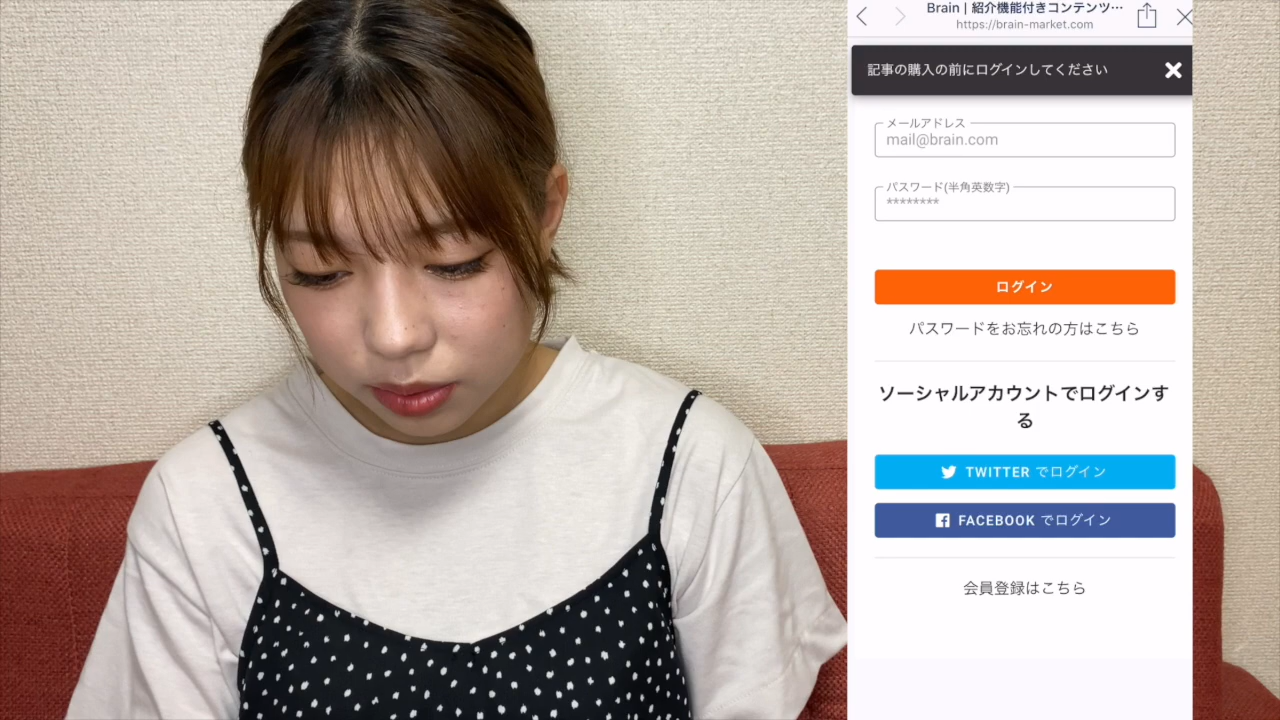 Brain | 紹介機能付きコンテンツ…
https://brain-market.com
記事の購入の前にログインしてください
メールアドレス
mail@brain.com
パスワード(半角英数字)
********
ログイン
パスワードをお忘れの方はこちら
ソーシャルアカウントでログインす
る
TWITTER でログイン
FACEBOOK でログイン
会員登録はこちら